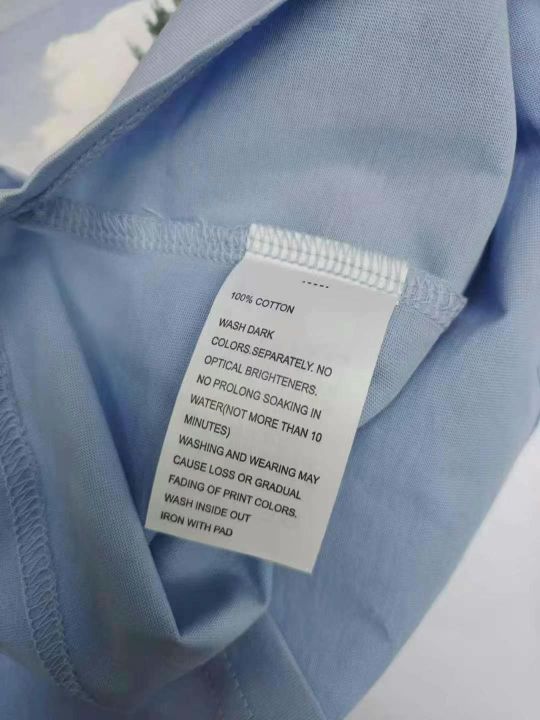 100% COTTON
WASH DARK
COLORS.SEPARATELY. NO
OPTICAL BRIGHTENERS.
NO PROLONG SOAKING IN
WATER(NOT MORE THAN 10
MINUTES)
WASHING AND WEARING MAY
CAUSE LOSS OR GRADUAL
FADING OF PRINT COLORS.
WASH INSIDE OUT
IRON WITH PAD